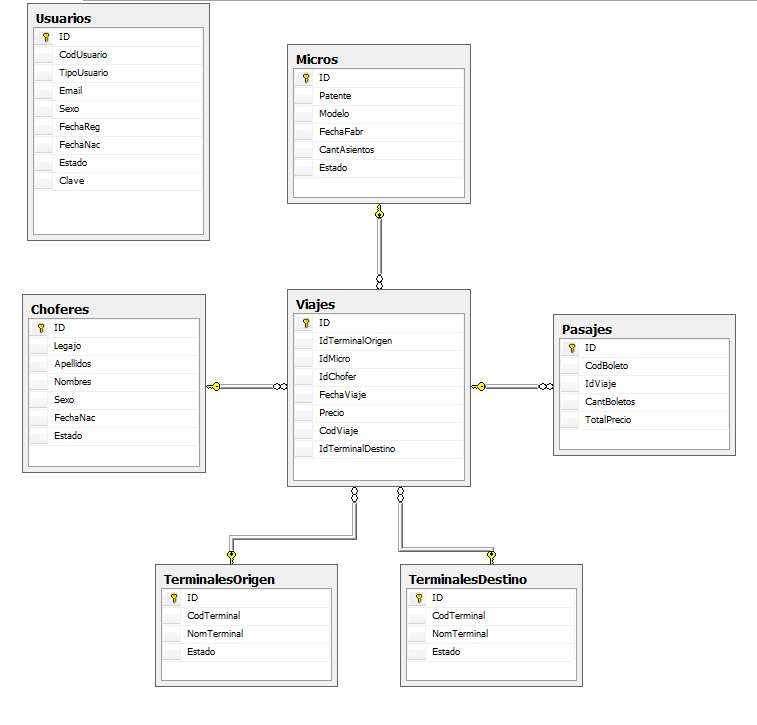 Usuarios
ID
CodUsuario
TipoUsuario
Email
Sexo
FechaReg
FechaNac
Estado
Clave
Micros
ID
Patente
Modelo
FechaFabr
CantAsientos
Estado
Choferes
ID
Legajo
Apellidos
Nombres
Sexo
FechaNac
Estado
Viajes
ID
IdTerminalOrigen
IdMicro
IdChofer
FechaViaje
Precio
CodViaje
IdTerminalDestino
Pasajes
ID
CodBoleto
IdViaje
CantBoletos
TotalPrecio
TerminalesOrigen
ID
CodTerminal
NomTerminal
Estado
TerminalesDestino
ID
CodTerminal
NomTerminal
Estado